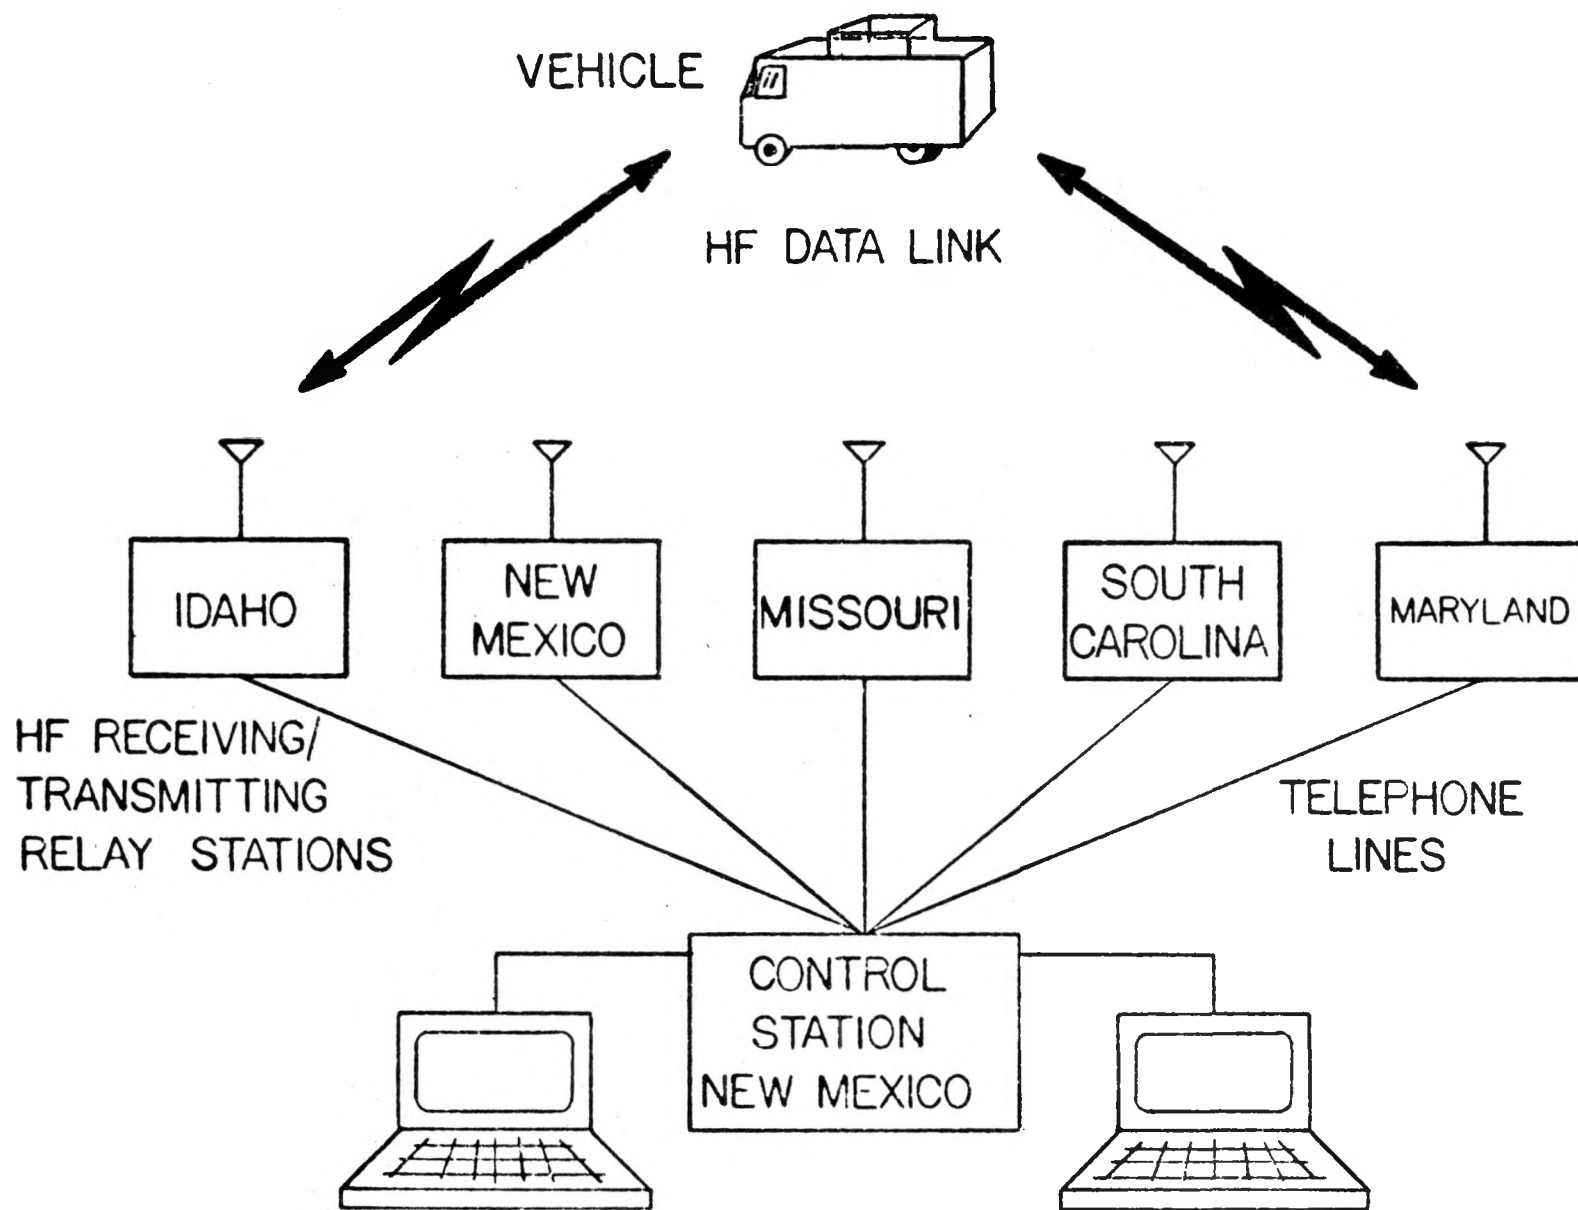 VEHICLE
HF DATA LINK
IDAHO
NEW
MEXICO
MISSOURI
SOUTH
CAROLINA
MARYLAND
HF RECEIVING/
TRANSMITTING
RELAY STATIONS
TELEPHONE
LINES
CONTROL
STATION
NEW MEXICO